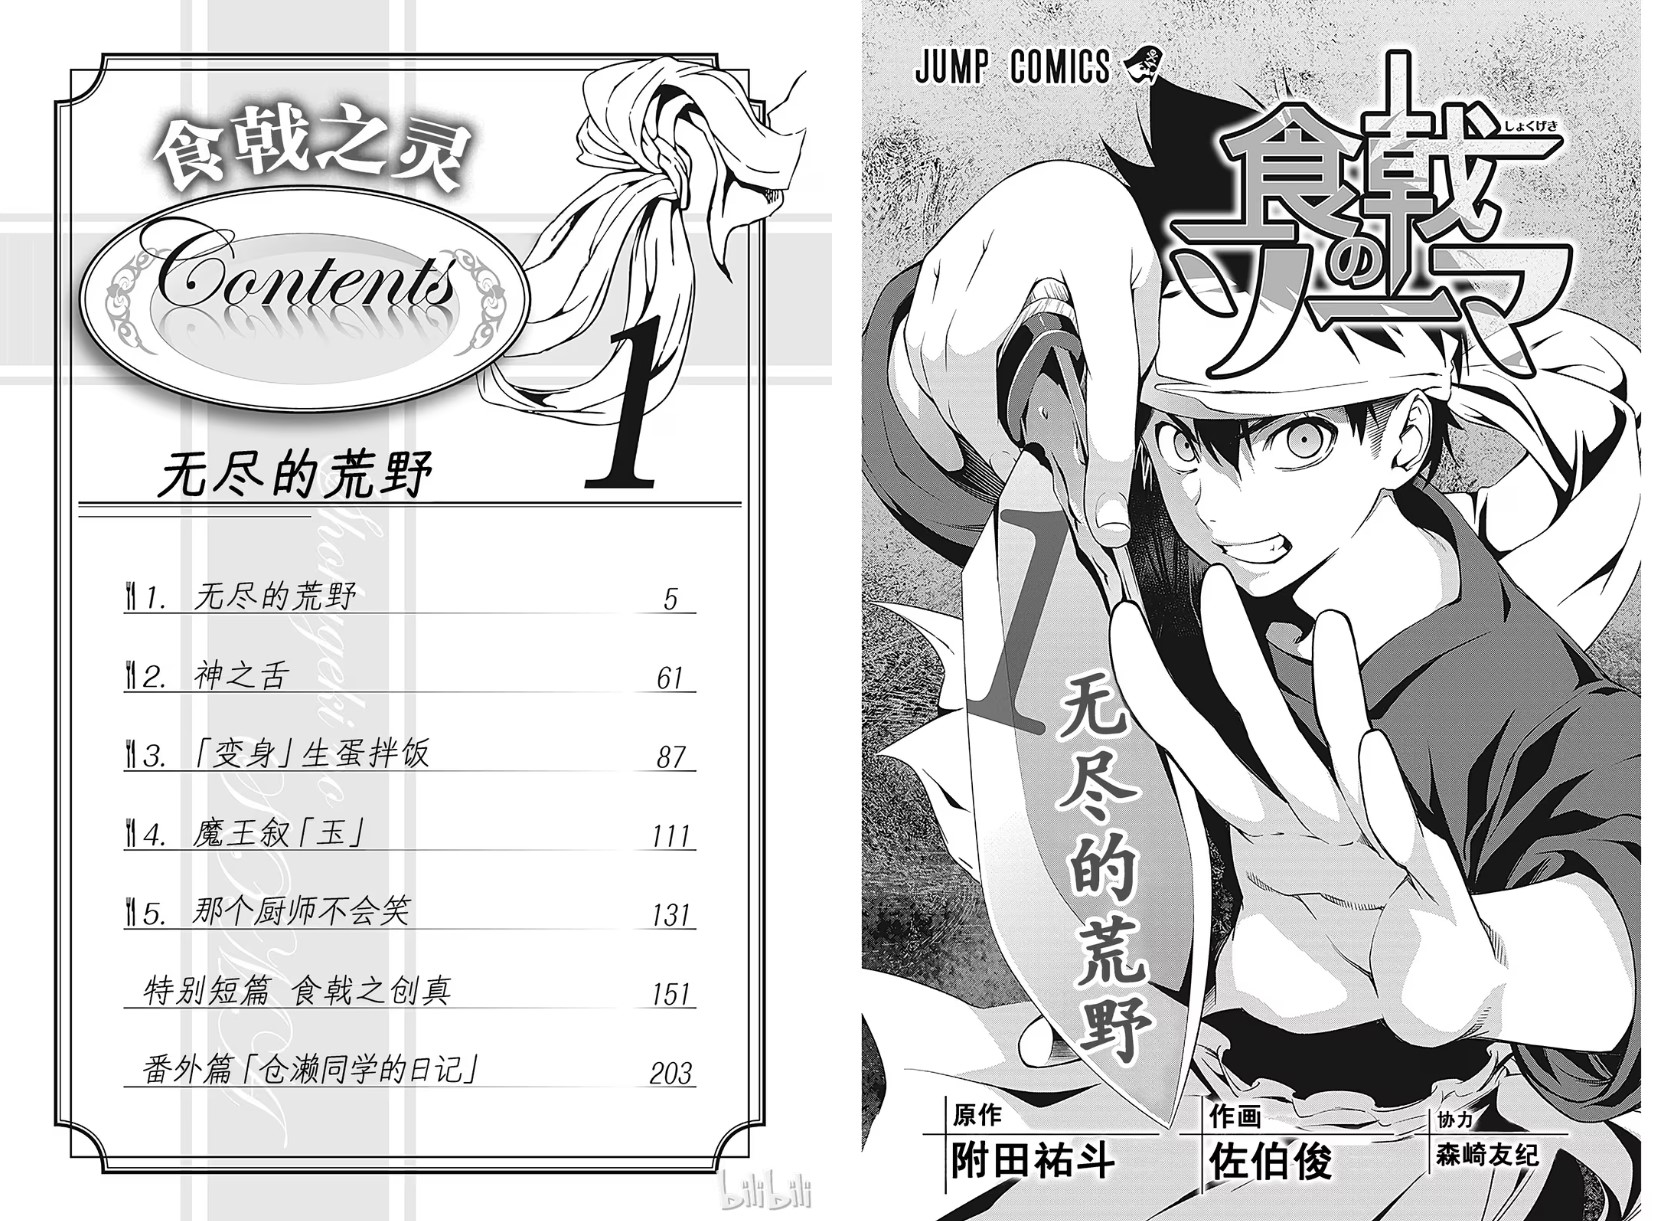 食戟之灵
Contents
1
无尽的荒野
1. 无尽的荒野 5
2. 神之舌 61
3. 「变身」生蛋拌饭 87
4. 魔王叙「玉」 111
5. 那个厨师不会笑 131
特别短篇 食戟之创真 151
番外篇「仓濑同学的日记」 203
Shokugeki no
SOMA
bilibili
JUMP COMICS
食戟のソーマ
しょくげき
1
无尽的荒野
原作
附田祐斗
作画
佐伯俊
协力
森崎友纪